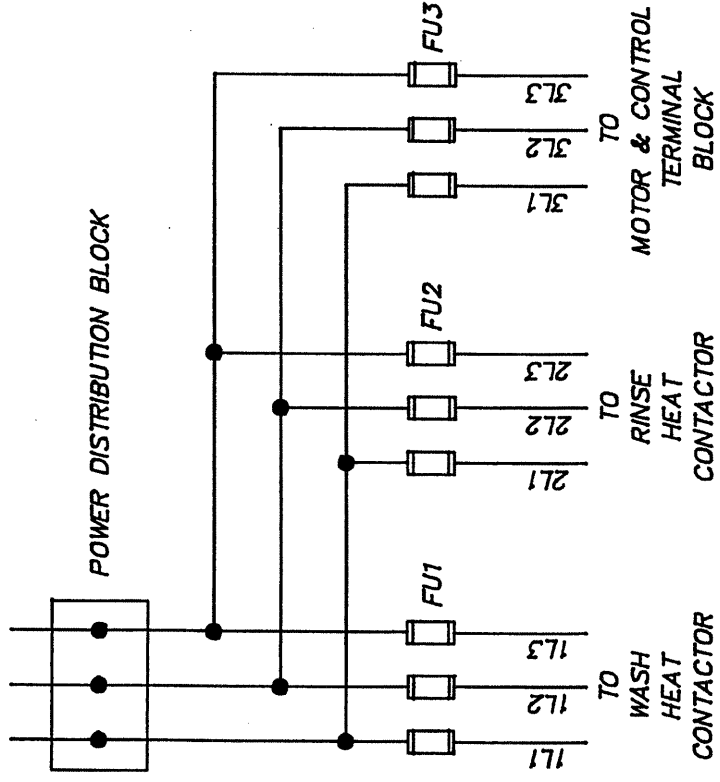 POWER DISTRIBUTION BLOCK
FU1
FU2
FU3
1L1
1L2
1L3
2L1
2L2
2L3
3L1
3L2
3L3
TO
WASH
HEAT
CONTACTOR
TO
RINSE
HEAT
CONTACTOR
TO
MOTOR & CONTROL
TERMINAL
BLOCK